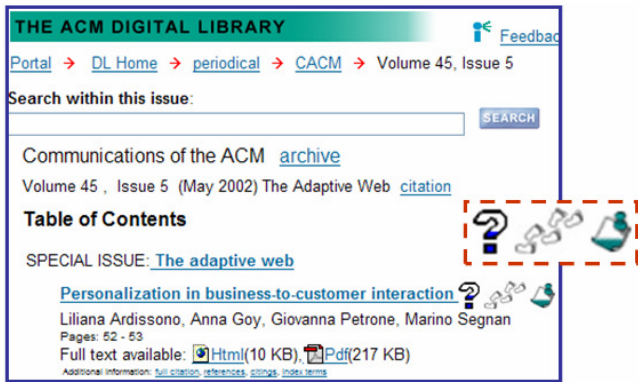 THE ACM DIGITAL LIBRARY
Feedbac
Portal → DL Home → periodical → CACM → Volume 45, Issue 5
Search within this issue:
SEARCH
Communications of the ACM archive
Volume 45 , Issue 5 (May 2002) The Adaptive Web citation
Table of Contents
SPECIAL ISSUE: The adaptive web
Personalization in business-to-customer interaction
Liliana Ardissono, Anna Goy, Giovanna Petrone, Marino Segnan
Pages: 52 - 53
Full text available: Html(10 KB), Pdf(217 KB)
Additional Information: full citation, references, citings, index terms